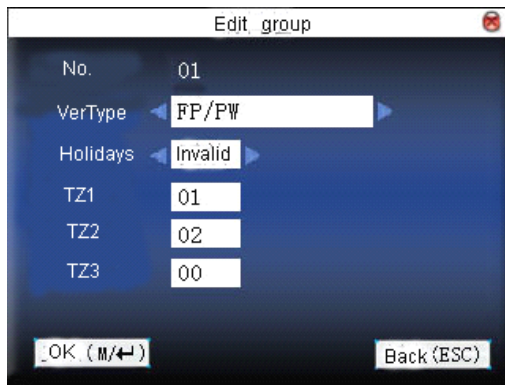 Edit group
No. 01
VerType FP/PW
Holidays Invalid
TZ1 01
TZ2 02
TZ3 00
OK (M/↵) Back (ESC)